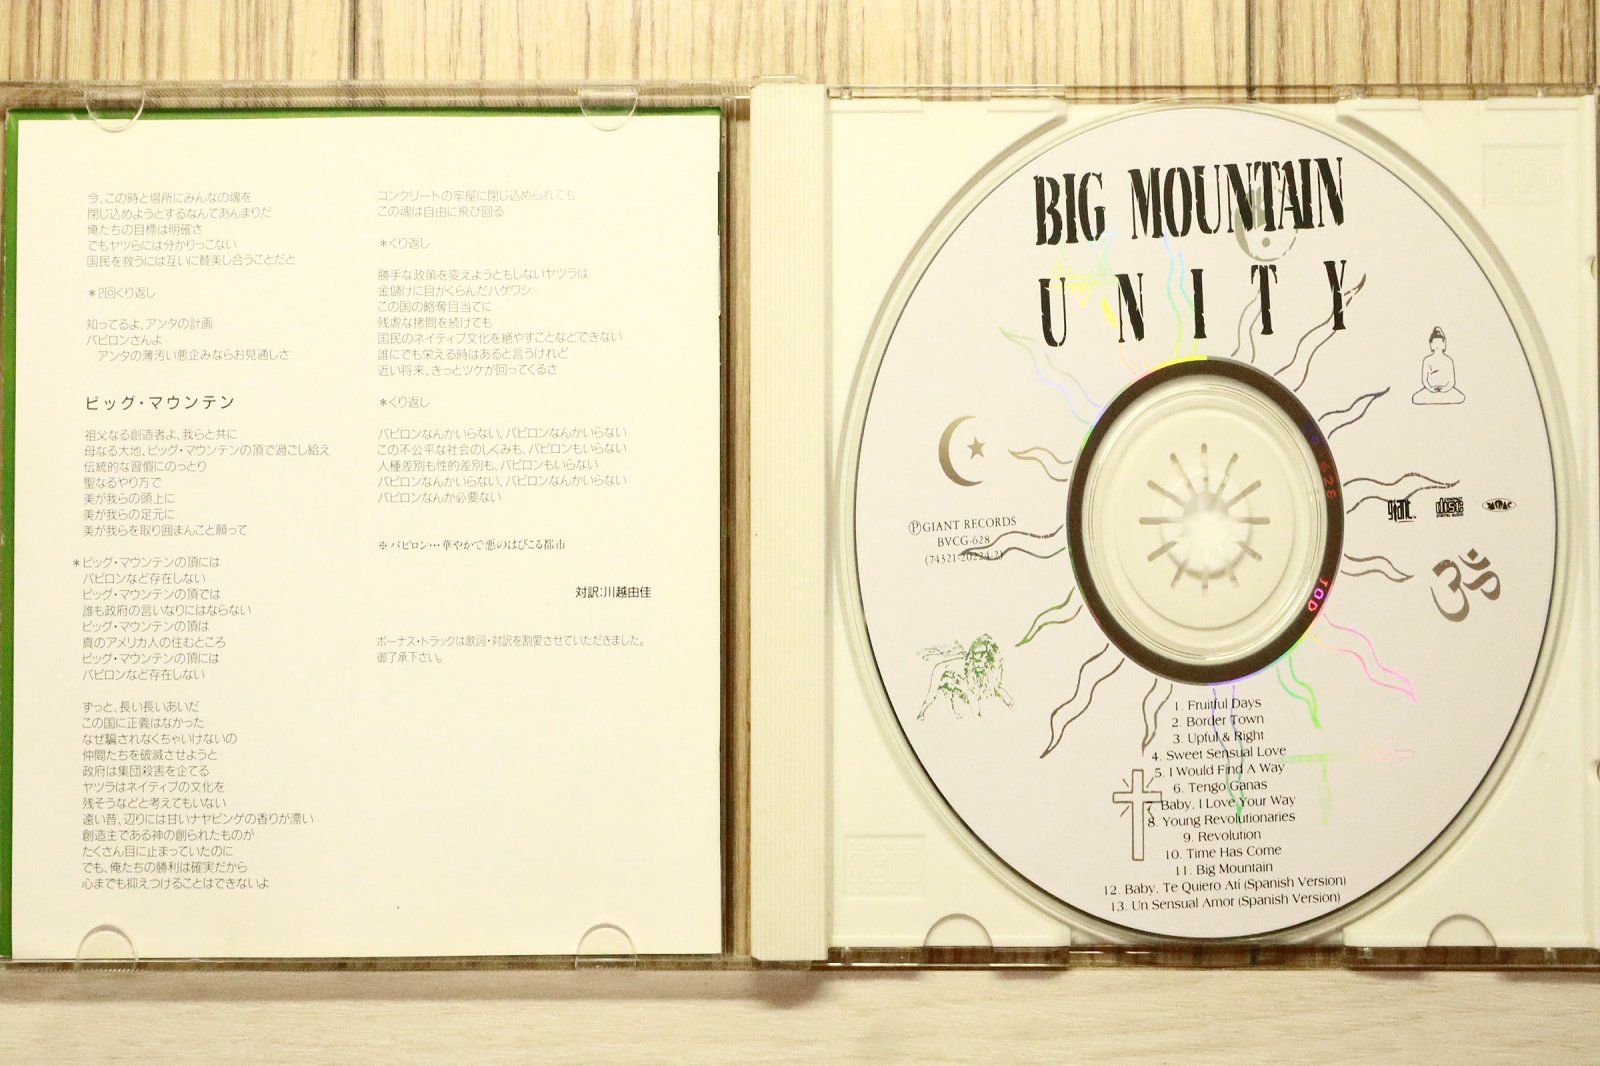 今、この時と場所にみんなの魂を
閉じ込めようとするなんてあんまりだ
俺たちの目標は明確さ
でもヤツらには分かりっこない
国民を救うには互いに賛美し合うことだと
＊2回くり返し
知ってるよ、アンタの計画
バビロンさんよ
アンタの薄汚い悪企みならお見通しさ
ビッグ・マウンテン
祖父なる創造者よ、我らと共に
母なる大地、ビッグ・マウンテンの頂で過ごし給え
伝統的な習慣にのっとり
聖なるやり方で
美が我らの頭上に
美が我らの足元に
美が我らを取り囲まんこと願って
＊ビッグ・マウンテンの頂には
バビロンなど存在しない
ビッグ・マウンテンの頂では
誰も政府の言いなりにはならない
ビッグ・マウンテンの頂は
真のアメリカ人の住むところ
ビッグ・マウンテンの頂には
バビロンなど存在しない
ずっと、長い長いあいだ
この国に正義はなかった
なぜ騙されなくちゃいけないの
仲間たちを破滅させようと
政府は集団殺害を企てる
ヤツラはネイティブの文化を
残そうなどと考えてもいない
遠い昔、辺りには甘いナヤビンゲの香りが漂い
創造主である神の創られたものが
たくさん目に止まっていたのに
でも、俺たちの勝利は確実だから
心までも抑えつけることはできないよ
コンクリートの牢屋に閉じ込められても
この魂は自由に飛び回る
＊くり返し
勝手な政策を変えようともしないヤツラは
金儲けに目がくらんだハゲワシ
この国の略奪目当てに
残虐な拷問を続けても
国民のネイティブ文化を絶やすことなどできない
誰にでも栄える時はあると言うけれど
近い将来、きっとツケが回ってくるさ
＊くり返し
バビロンなんかいらない、バビロンなんかいらない
この不公平な社会のしくみも、バビロンもいらない
人種差別も性的差別も、バビロンもいらない
バビロンなんかいらない、バビロンなんかいらない
バビロンなんか必要ない
※バビロン…華やかで悪のはびこる都市
対訳：川越由佳
ボーナス・トラックは歌詞・対訳を割愛させていただきました。
御了承下さい。
BIG MOUNTAIN
UNITY
ⓅGIANT RECORDS
BVCG-628
(74321-20224-2)
giant
COMPACT
disc
DIGITAL AUDIO
1. Fruitful Days
2. Border Town
3. Upful & Right
4. Sweet Sensual Love
5. I Would Find A Way
6. Tengo Ganas
7. Baby, I Love Your Way
8. Young Revolutionaries
9. Revolution
10. Time Has Come
11. Big Mountain
12. Baby, Te Quiero Ati (Spanish Version)
13. Un Sensual Amor (Spanish Version)